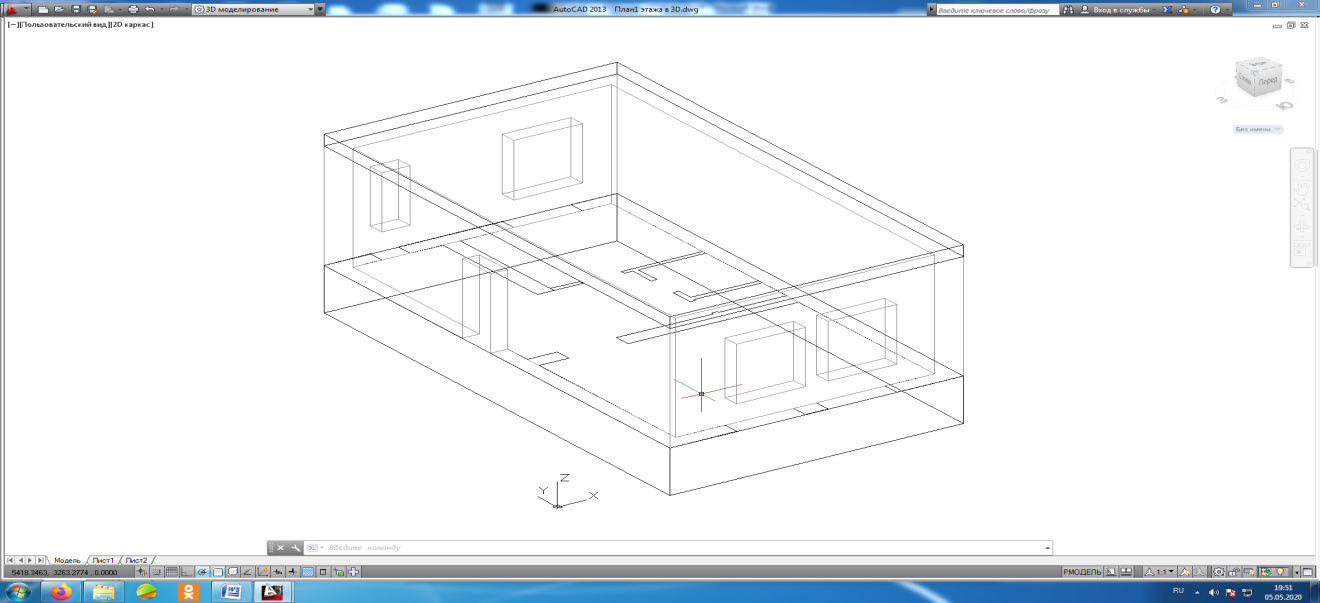 3D моделирование
AutoCAD 2013 План1 этажа в 3D.dwg
Введите ключевое слово/фразу
Вход в службы
[−][Пользовательский вид][2D каркас]
Перед
Без имени
Z
Y
X
Введите команду
Модель Лист1 Лист2
5418.3463, 3263.2774, 0.0000
РМОДЕЛЬ
1:1
RU
19:51
05.05.2020